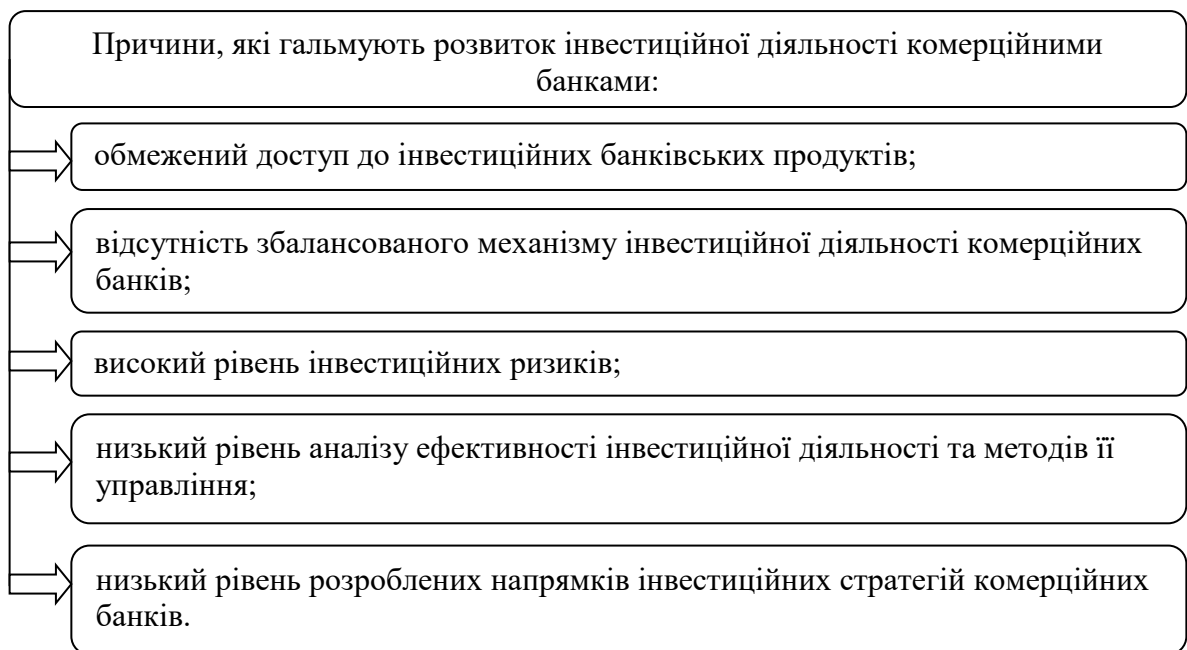 Причини, які гальмують розвиток інвестиційної діяльності комерційними
банками:
обмежений доступ до інвестиційних банківських продуктів;
відсутність збалансованого механізму інвестиційної діяльності комерційних
банків;
високий рівень інвестиційних ризиків;
низький рівень аналізу ефективності інвестиційної діяльності та методів її
управління;
низький рівень розроблених напрямків інвестиційних стратегій комерційних
банків.